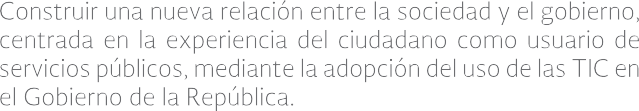 Construir una nueva relación entre la sociedad y el gobierno,
centrada en la experiencia del ciudadano como usuario de
servicios públicos, mediante la adopción del uso de las TIC en
el Gobierno de la República.